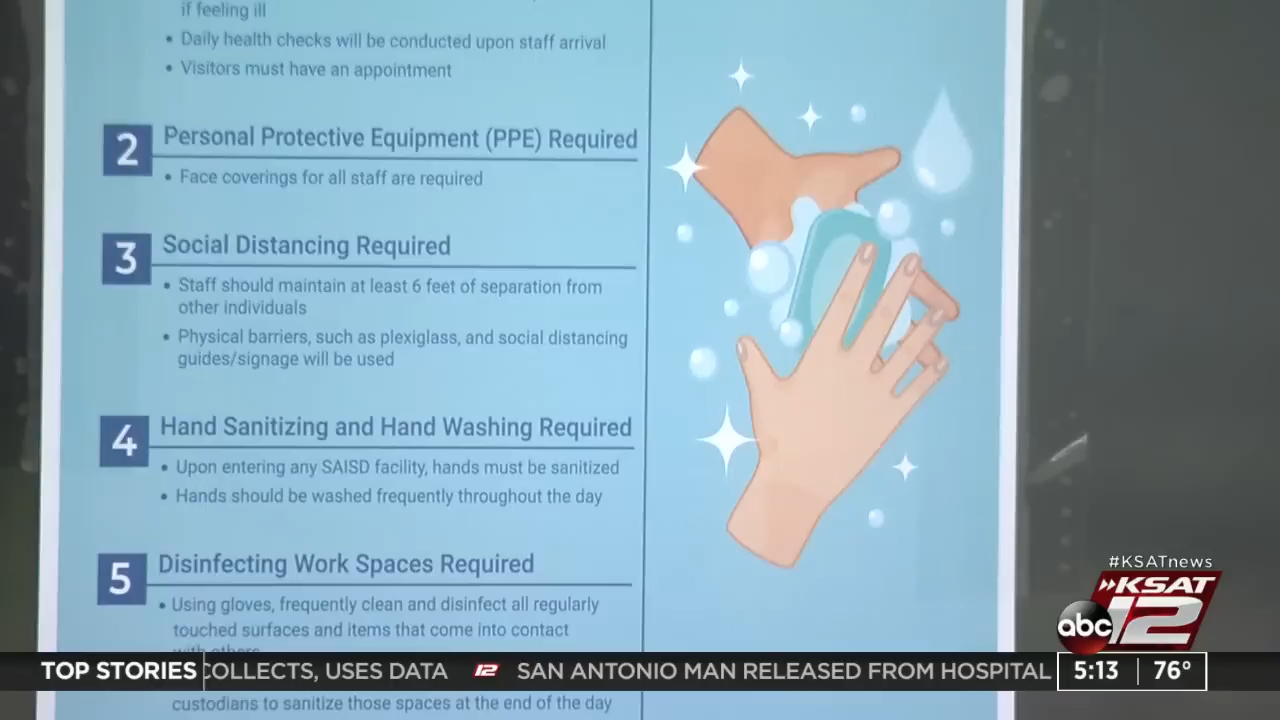 if feeling ill
• Daily health checks will be conducted upon staff arrival
• Visitors must have an appointment
2 Personal Protective Equipment (PPE) Required
• Face coverings for all staff are required
3 Social Distancing Required
• Staff should maintain at least 6 feet of separation from
other individuals
• Physical barriers, such as plexiglass, and social distancing
guides/signage will be used
4 Hand Sanitizing and Hand Washing Required
• Upon entering any SAISD facility, hands must be sanitized
• Hands should be washed frequently throughout the day
5 Disinfecting Work Spaces Required
• Using gloves, frequently clean and disinfect all regularly
touched surfaces and items that come into contact
with others
custodians to sanitize those spaces at the end of the day
#KSATnews
KSAT
abc 12
TOP STORIES COLLECTS, USES DATA 12 SAN ANTONIO MAN RELEASED FROM HOSPITAL 5:13 76°